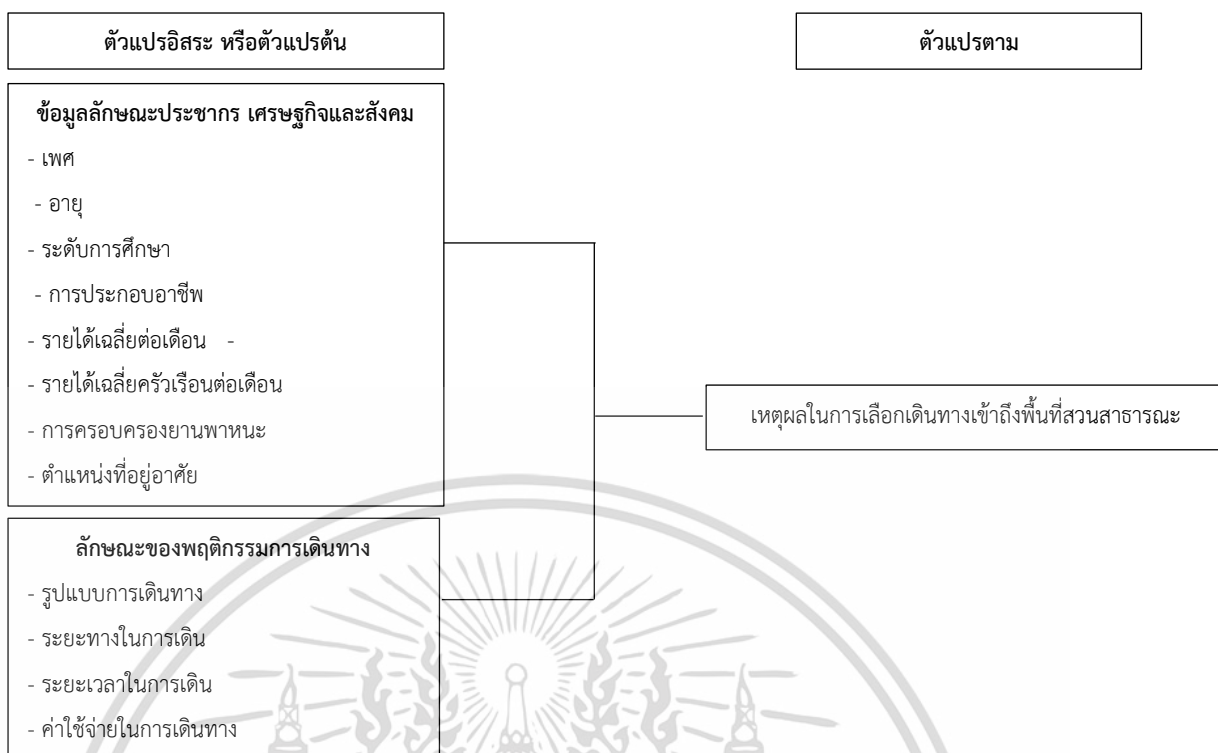 ตัวแปรอิสระ หรือตัวแปรต้น
ตัวแปรตาม
ข้อมูลลักษณะประชากร เศรษฐกิจและสังคม
- เพศ
- อายุ
- ระดับการศึกษา
- การประกอบอาชีพ
- รายได้เฉลี่ยต่อเดือน -
- รายได้เฉลี่ยครัวเรือนต่อเดือน
- การครอบครองยานพาหนะ
- ตำแหน่งที่อยู่อาศัย
เหตุผลในการเลือกเดินทางเข้าถึงพื้นที่สวนสาธารณะ
ลักษณะของพฤติกรรมการเดินทาง
- รูปแบบการเดินทาง
- ระยะทางในการเดิน
- ระยะเวลาในการเดิน
- ค่าใช้จ่ายในการเดินทาง